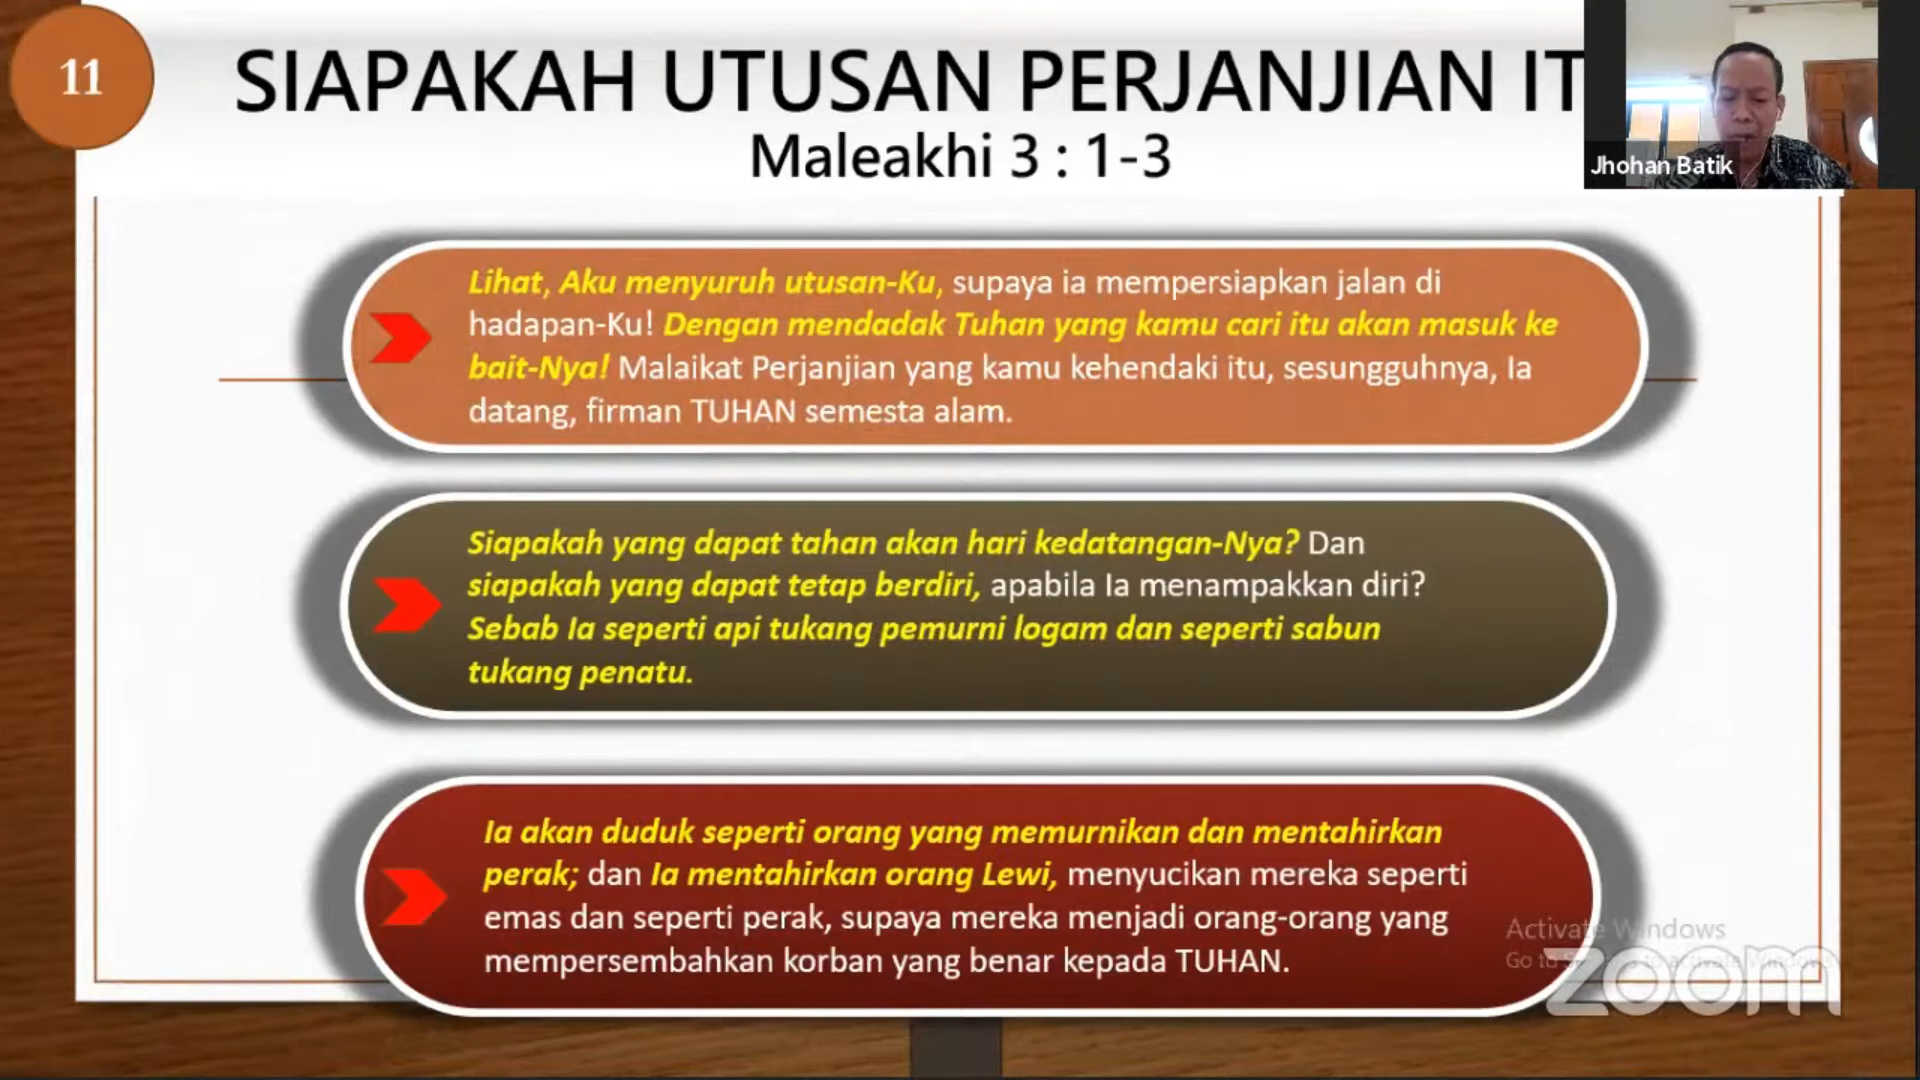 11
SIAPAKAH UTUSAN PERJANJIAN IT
Maleakhi 3 : 1-3
Jhohan Batik
Lihat, Aku menyuruh utusan-Ku, supaya ia mempersiapkan jalan di
hadapan-Ku! Dengan mendadak Tuhan yang kamu cari itu akan masuk ke
bait-Nya! Malaikat Perjanjian yang kamu kehendaki itu, sesungguhnya, Ia
datang, firman TUHAN semesta alam.
Siapakah yang dapat tahan akan hari kedatangan-Nya? Dan
siapakah yang dapat tetap berdiri, apabila Ia menampakkan diri?
Sebab Ia seperti api tukang pemurni logam dan seperti sabun
tukang penatu.
Ia akan duduk seperti orang yang memurnikan dan mentahirkan
perak; dan Ia mentahirkan orang Lewi, menyucikan mereka seperti
emas dan seperti perak, supaya mereka menjadi orang-orang yang
mempersembahkan korban yang benar kepada TUHAN.
Activate Windows
Go to to activate Windows
zoom